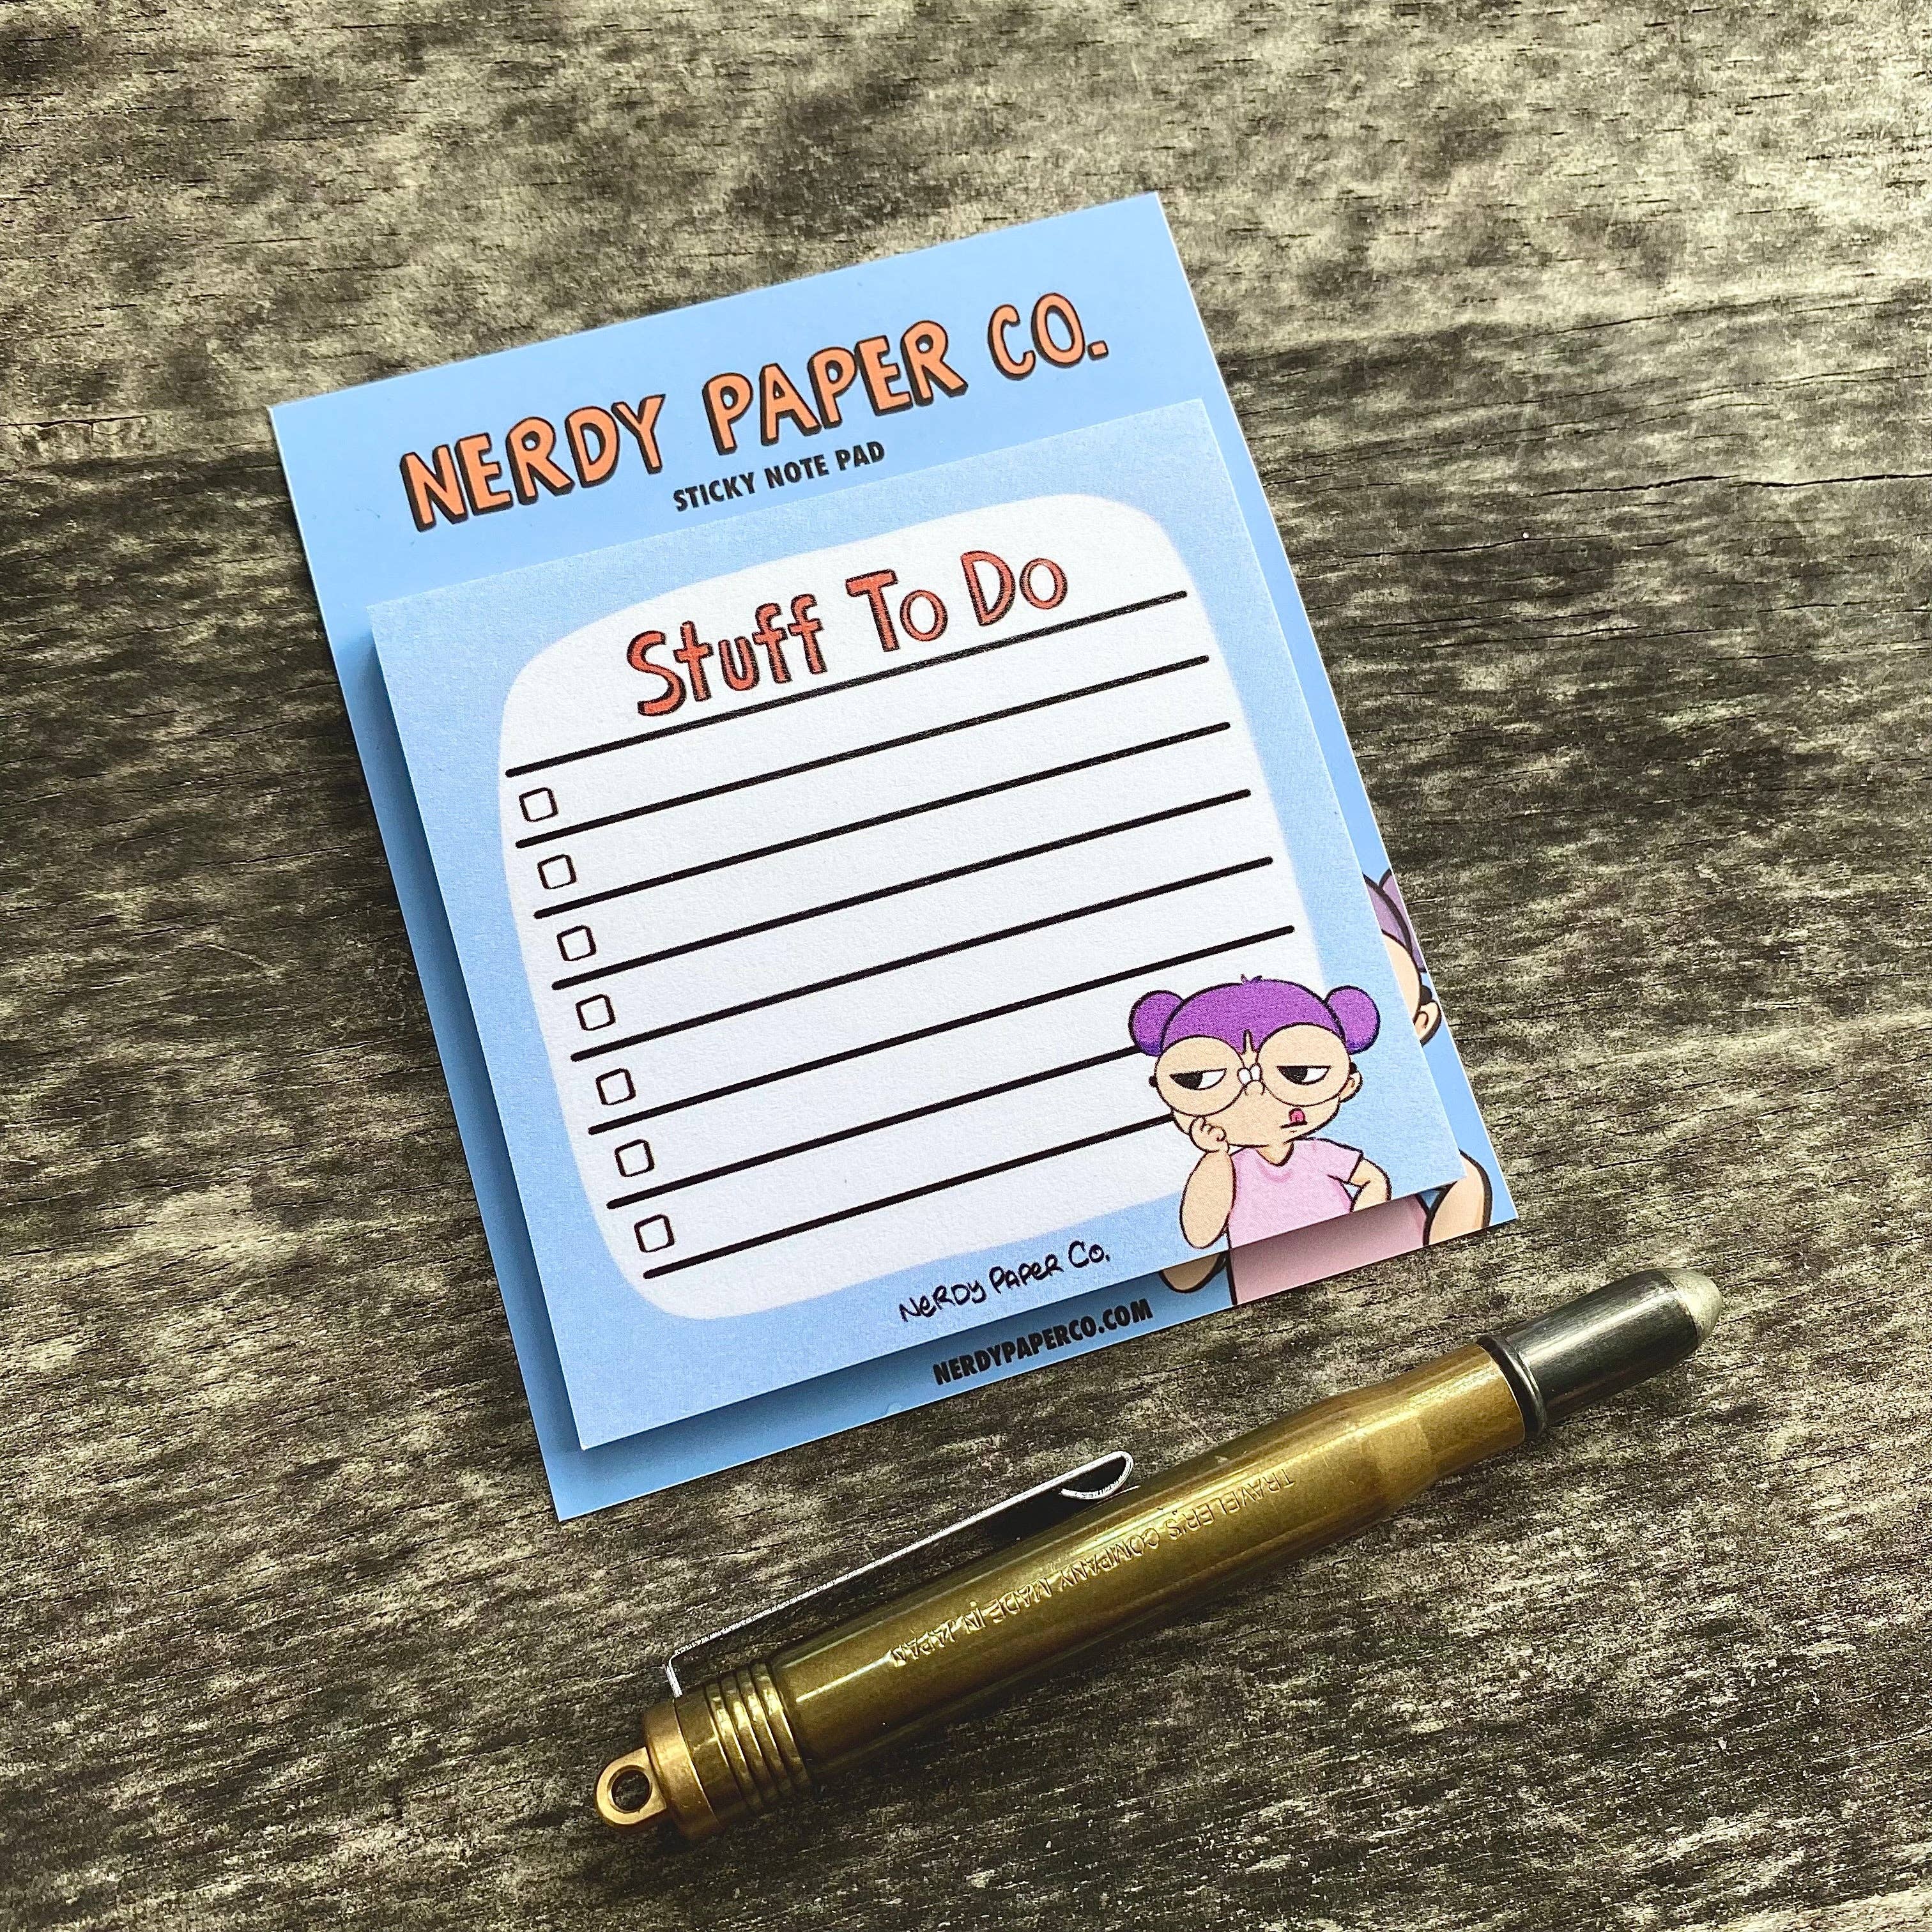 NERDY PAPER CO.
STICKY NOTE PAD
Stuff To Do
NeRDy PaPeR Co.
NERDYPAPERCO.COM
TRAVELER'S COMPANY MADE IN JAPAN